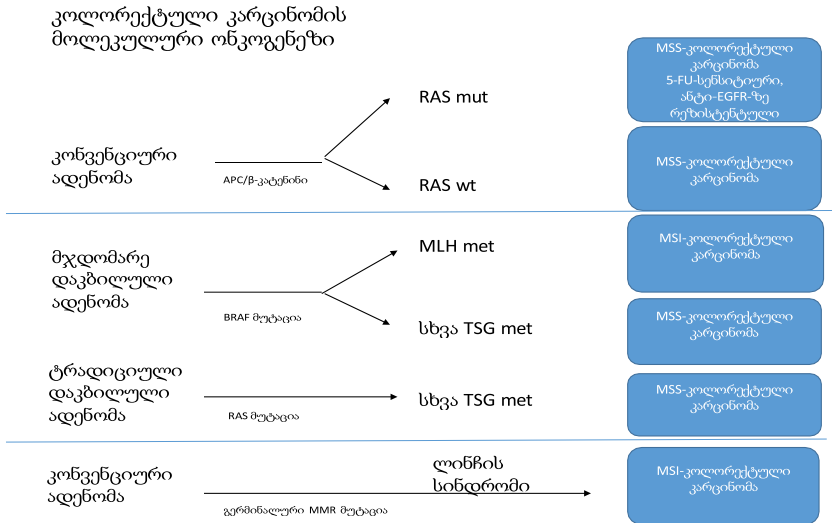 კოლორექტული კარცინომის
მოლეკულური ონკოგენეზი
MSS-კოლორექტული
კარცინომა
5-FU-სენსიტიური,
ანტი-EGFR-ზე
რეზისტენტული
RAS mut
კონვენციური
ადენომა
APC/β-კატენინი
RAS wt
MSS-კოლორექტული
კარცინომა
მჯდომარე
დაკბილული
ადენომა
BRAF მუტაცია
MLH met
MSI-კოლორექტული
კარცინომა
სხვა TSG met
MSS-კოლორექტული
კარცინომა
ტრადიციული
დაკბილული
ადენომა
RAS მუტაცია
სხვა TSG met
MSS-კოლორექტული
კარცინომა
კონვენციური
ადენომა
გერმინალური MMR მუტაცია
ლინჩის
სინდრომი
MSI-კოლორექტული
კარცინომა